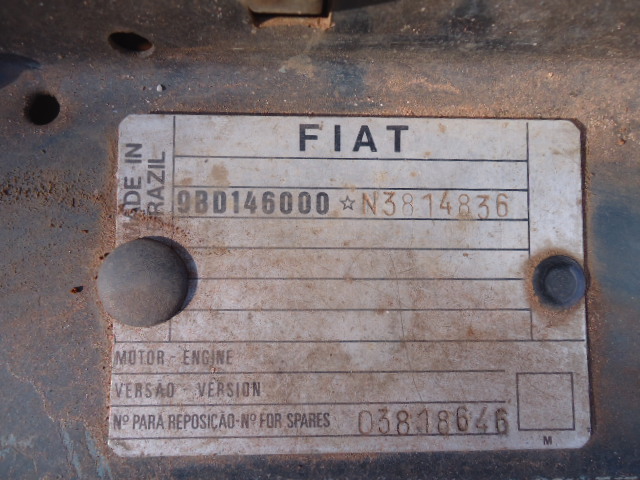 FIAT
MADE IN
BRAZIL
9BD146000 ☆ N3814836
MOTOR - ENGINE
VERSÃO - VERSION
Nº PARA REPOSIÇÃO - Nº FOR SPARES 03818646
M